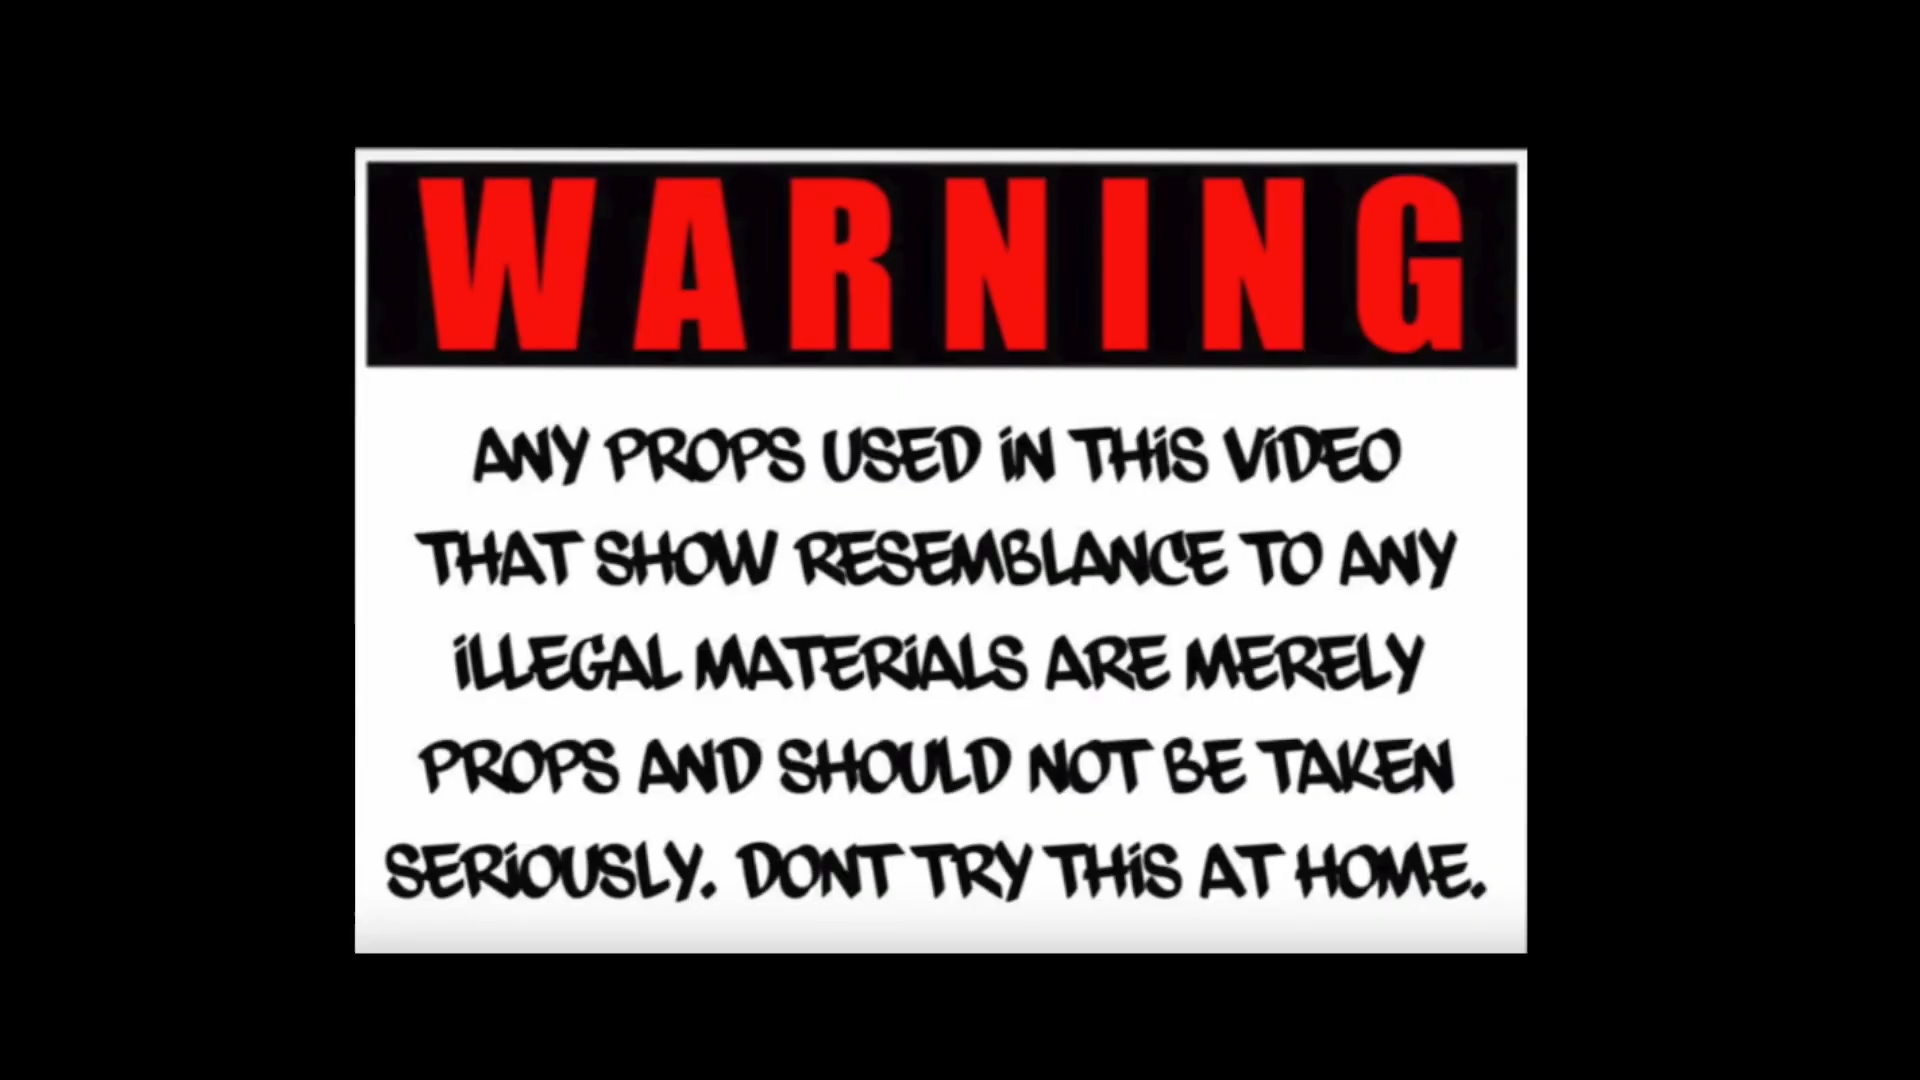 WARNING
ANY PROPS USED iN THiS ViDEO
THAT SHOW RESEMBLANCE TO ANY
iLLEGAL MATERiALS ARE MERELY
PROPS AND SHOULD NOT BE TAKEN
SERiOUSLY. DONT TRY THiS AT HOME.